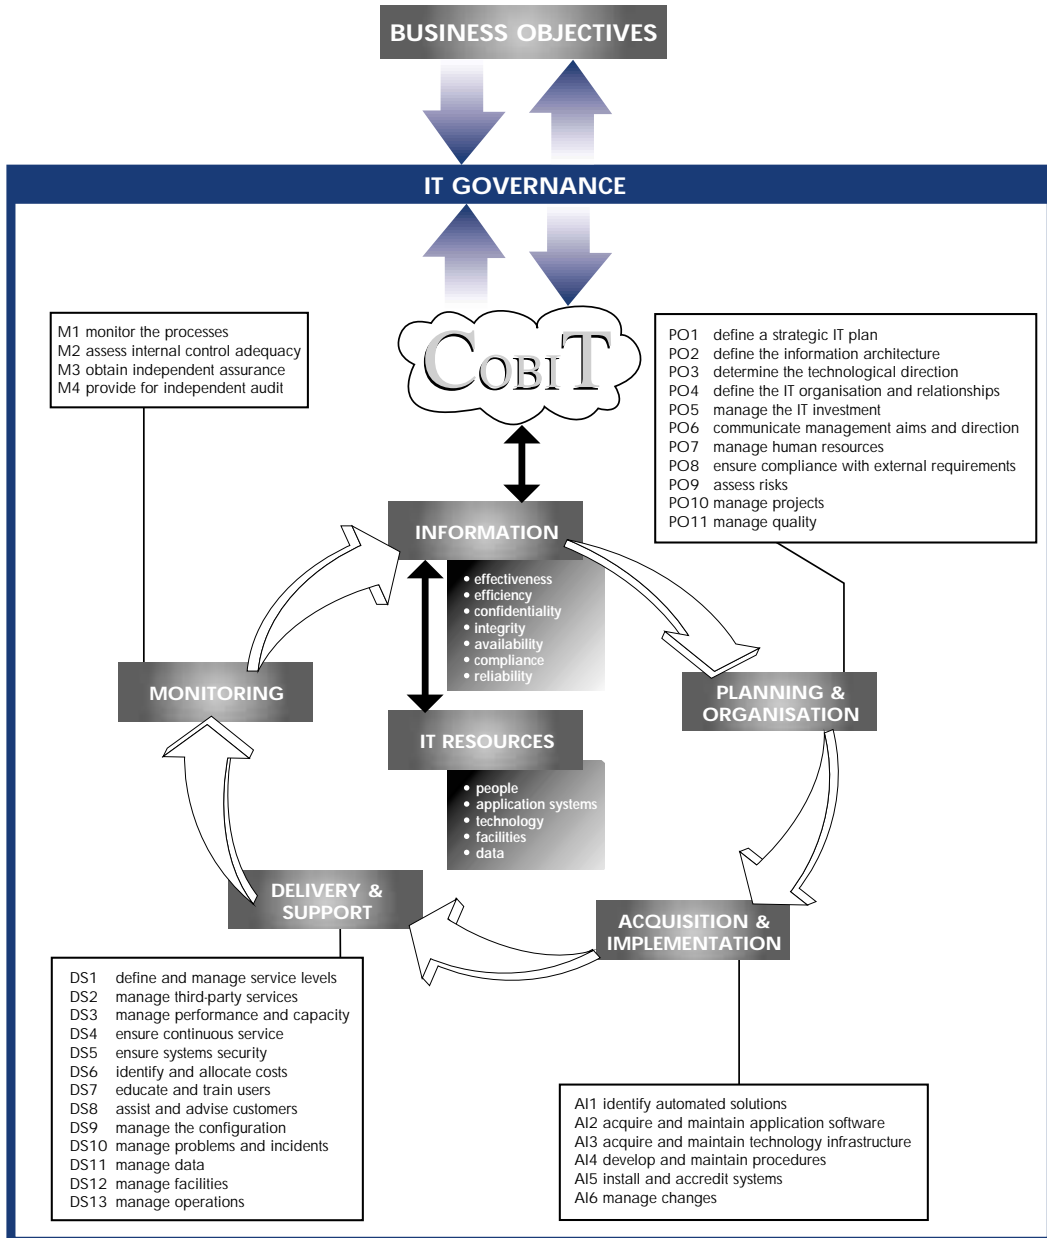 BUSINESS OBJECTIVES
IT GOVERNANCE
COBIT
M1 monitor the processes
M2 assess internal control adequacy
M3 obtain independent assurance
M4 provide for independent audit
PO1 define a strategic IT plan
PO2 define the information architecture
PO3 determine the technological direction
PO4 define the IT organisation and relationships
PO5 manage the IT investment
PO6 communicate management aims and direction
PO7 manage human resources
PO8 ensure compliance with external requirements
PO9 assess risks
PO10 manage projects
PO11 manage quality
INFORMATION
• effectiveness
• efficiency
• confidentiality
• integrity
• availability
• compliance
• reliability
MONITORING
PLANNING &
ORGANISATION
IT RESOURCES
• people
• application systems
• technology
• facilities
• data
DELIVERY &
SUPPORT
ACQUISITION &
IMPLEMENTATION
DS1 define and manage service levels
DS2 manage third-party services
DS3 manage performance and capacity
DS4 ensure continuous service
DS5 ensure systems security
DS6 identify and allocate costs
DS7 educate and train users
DS8 assist and advise customers
DS9 manage the configuration
DS10 manage problems and incidents
DS11 manage data
DS12 manage facilities
DS13 manage operations
AI1 identify automated solutions
AI2 acquire and maintain application software
AI3 acquire and maintain technology infrastructure
AI4 develop and maintain procedures
AI5 install and accredit systems
AI6 manage changes